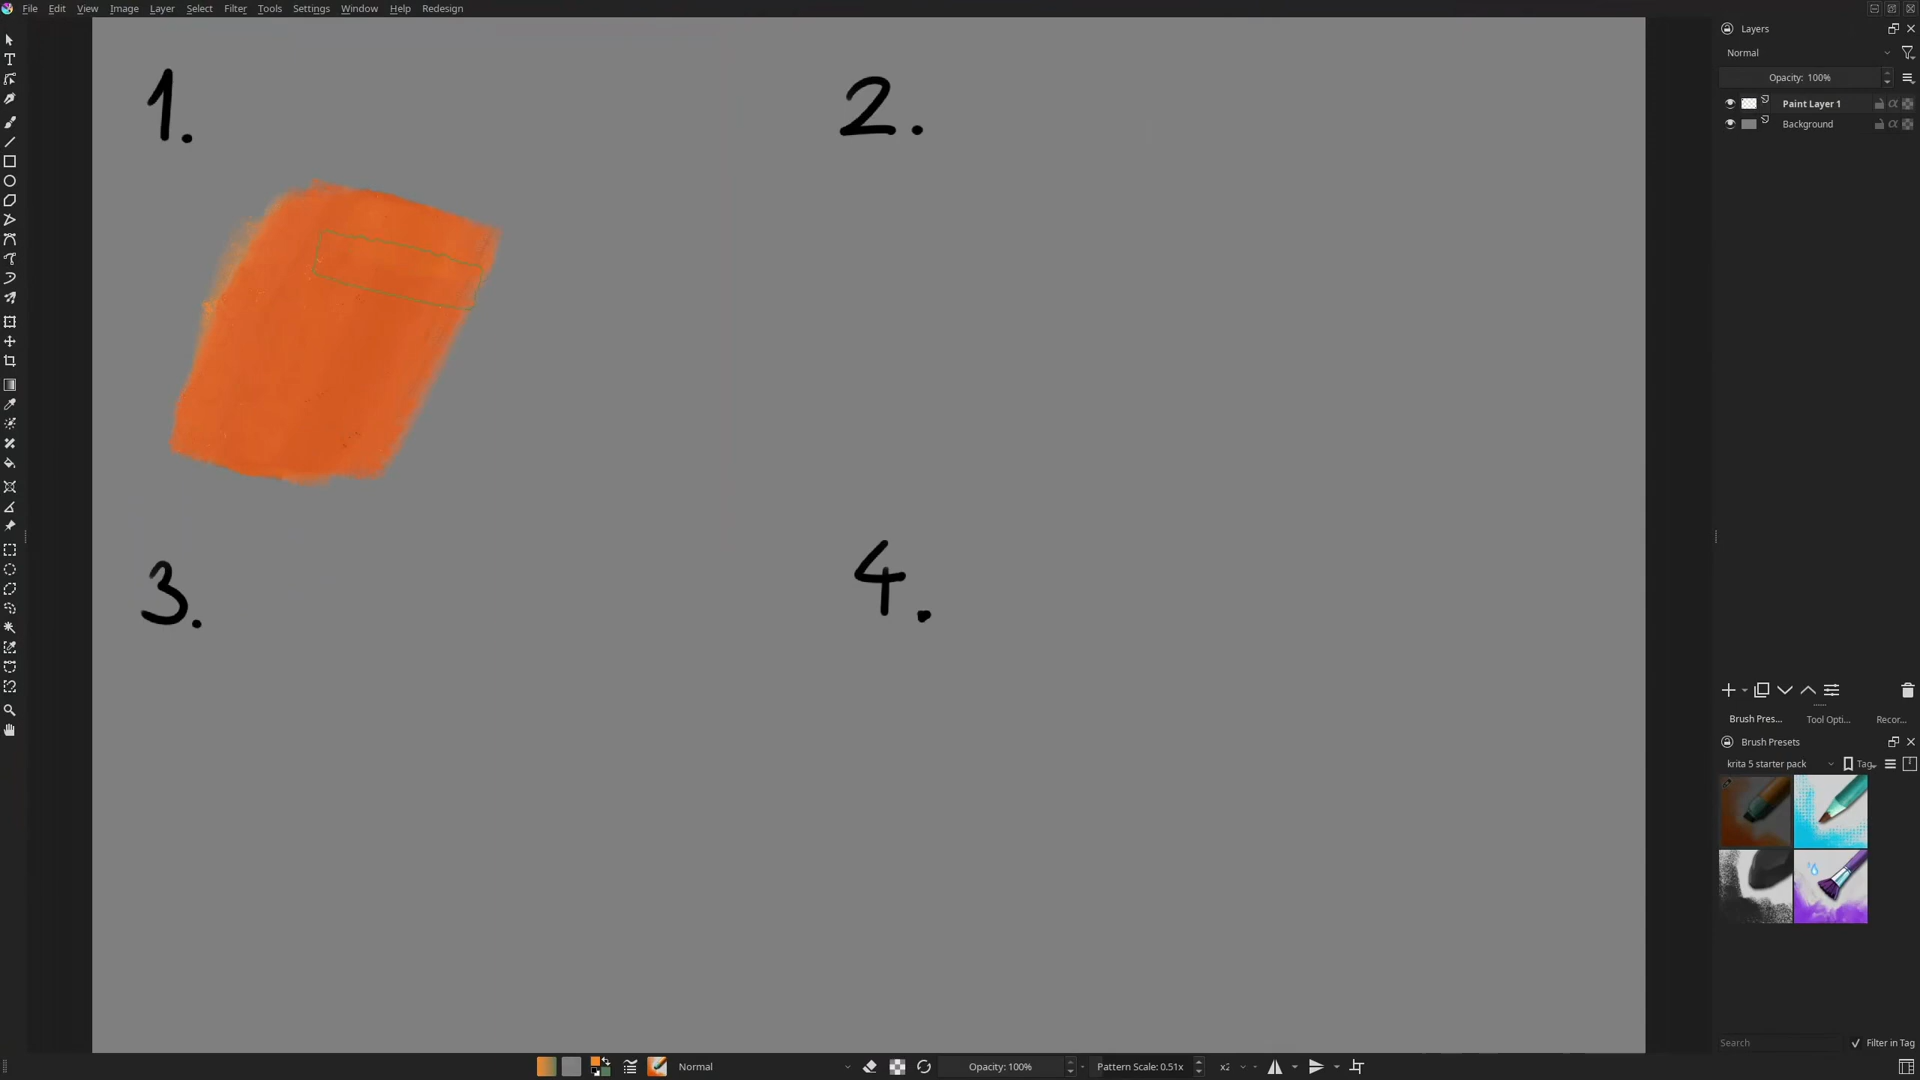 File Edit View Image Layer Select Filter Tools Settings Window Help Redesign
Layers
Normal
Opacity: 100%
Paint Layer 1
Background
1.
2.
3.
4.
Brush Pres... Tool Opti... Recor...
Brush Presets
krita 5 starter pack Tag
Search Filter in Tag
Normal Opacity: 100% Pattern Scale: 0.51x x2